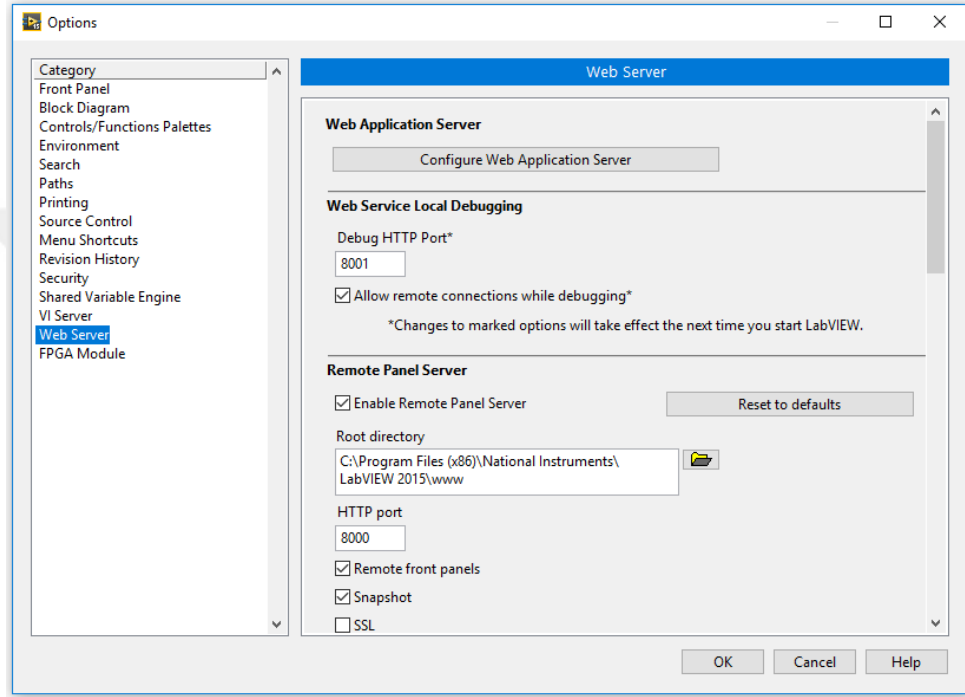 Options
Category
Front Panel
Block Diagram
Controls/Functions Palettes
Environment
Search
Paths
Printing
Source Control
Menu Shortcuts
Revision History
Security
Shared Variable Engine
VI Server
Web Server
FPGA Module
Web Server
Web Application Server
Configure Web Application Server
Web Service Local Debugging
Debug HTTP Port*
8001
Allow remote connections while debugging*
*Changes to marked options will take effect the next time you start LabVIEW.
Remote Panel Server
Enable Remote Panel Server
Reset to defaults
Root directory
C:\Program Files (x86)\National Instruments\
LabVIEW 2015\www
HTTP port
8000
Remote front panels
Snapshot
SSL
OK
Cancel
Help